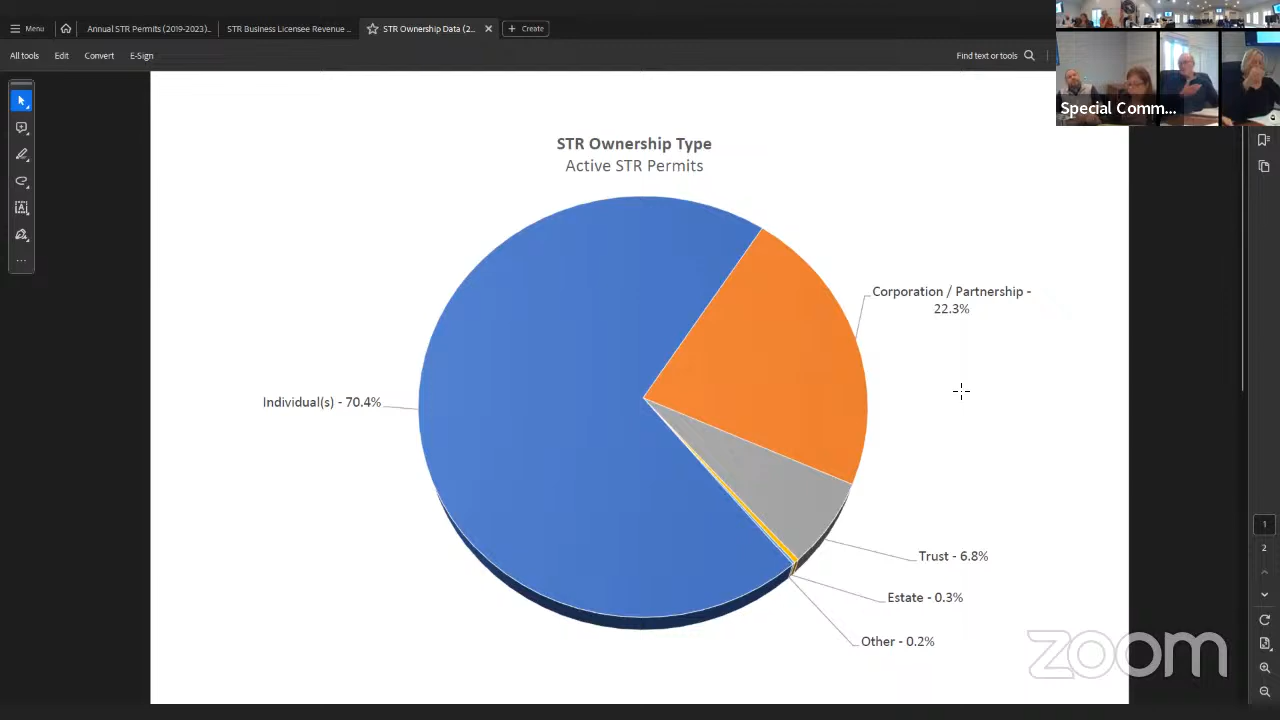 Menu
Annual STR Permits (2019-2023)...
STR Business Licensee Revenue ...
STR Ownership Data (2...
Create
All tools
Edit
Convert
E-Sign
Find text or tools
Special Comm...
STR Ownership Type
Active STR Permits
Corporation / Partnership -
22.3%
Individual(s) - 70.4%
Trust - 6.8%
Estate - 0.3%
Other - 0.2%
1
2
zoom